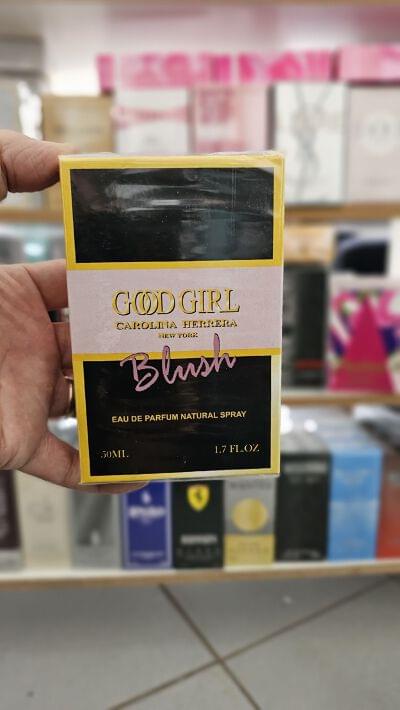 GOOD GIRL
CAROLINA HERRERA
NEW YORK
Blush
EAU DE PARFUM NATURAL SPRAY
50ML 1.7 FL.OZ